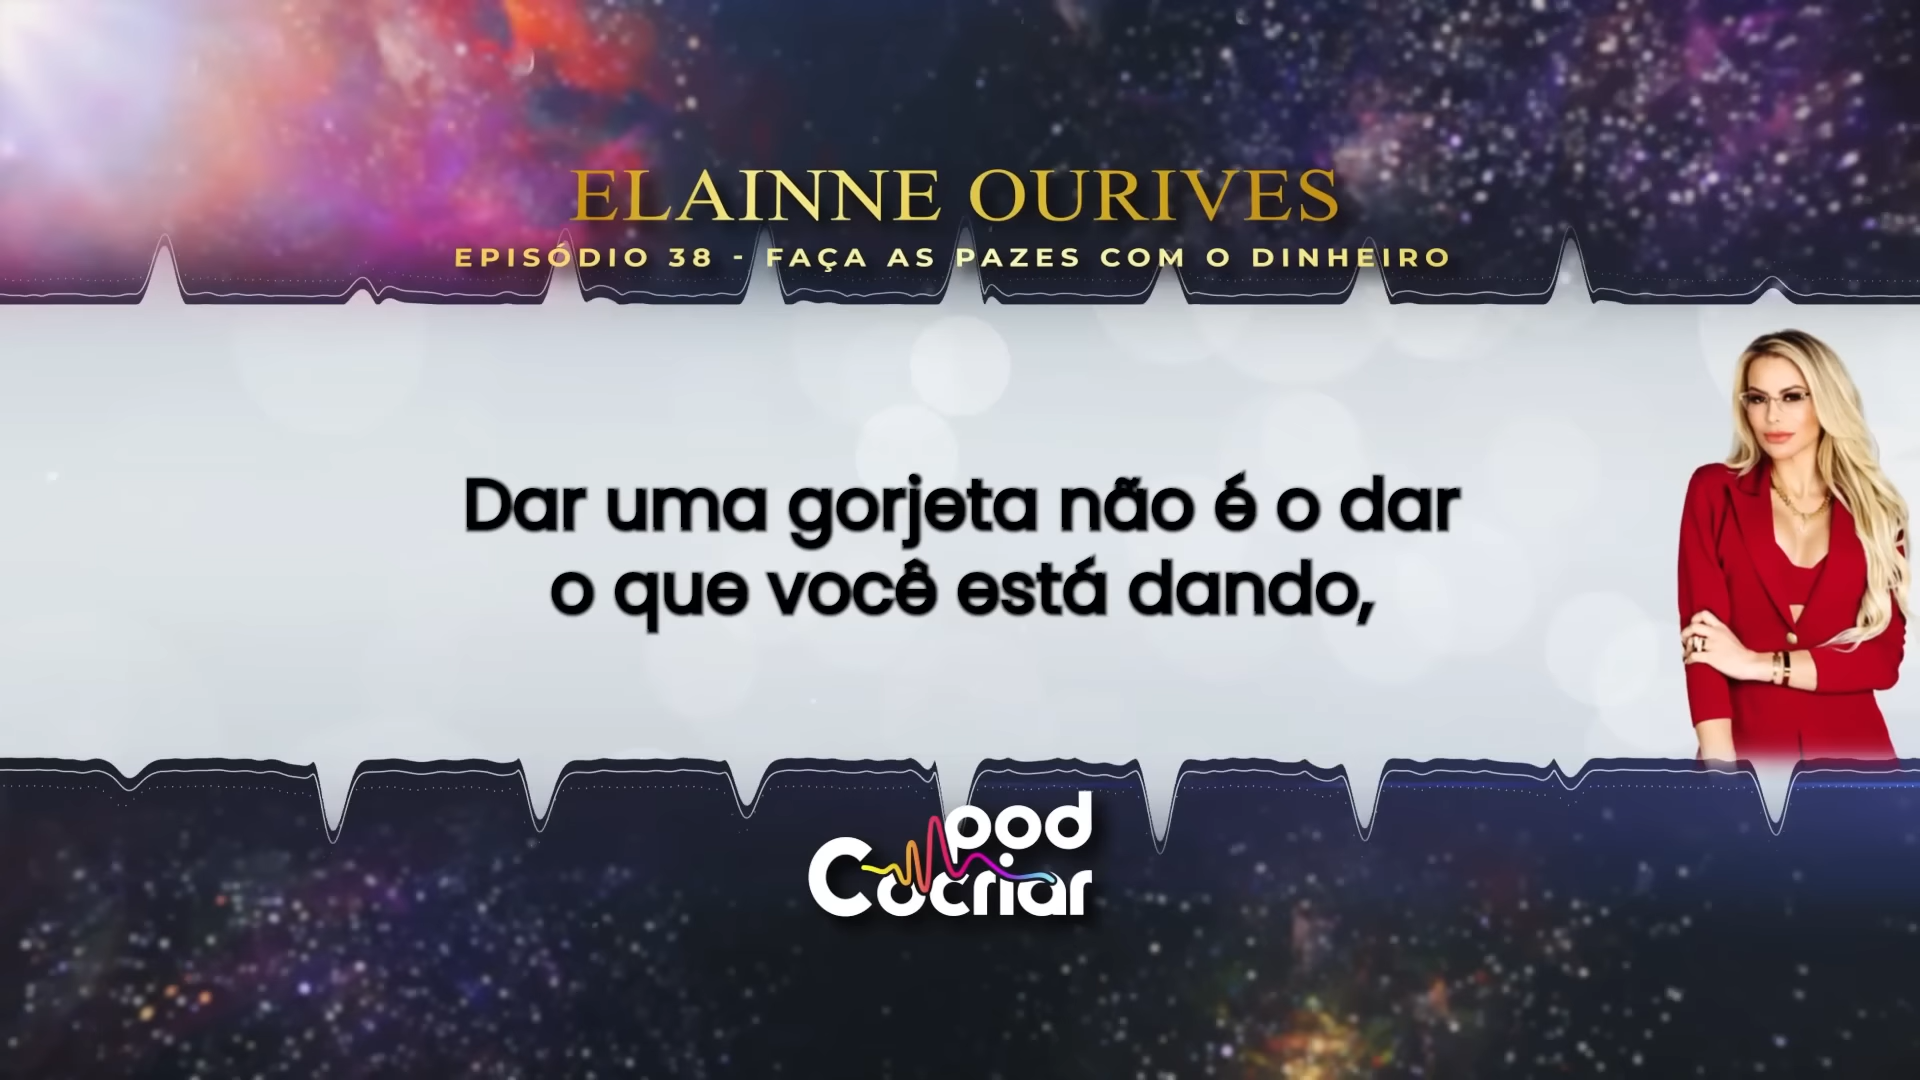 ELAINNE OURIVES
EPISÓDIO 38 - FAÇA AS PAZES COM O DINHEIRO
Dar uma gorjeta não é o dar
o que você está dando,
pod
Cocriar